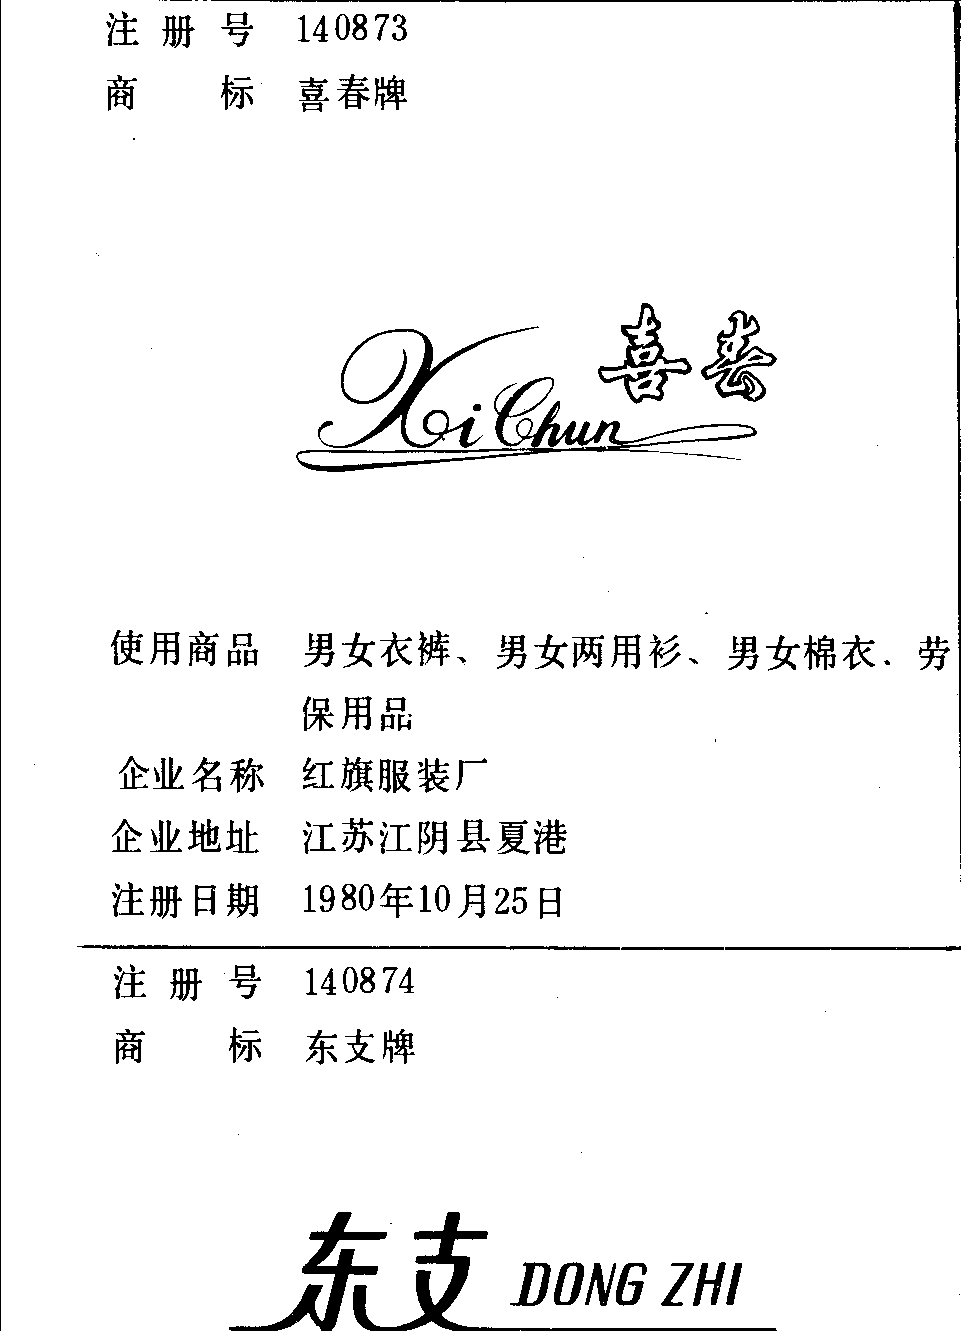 注册号 140873
商标 喜春牌
喜春
Xi Chun
使用商品 男女衣裤、男女两用衫、男女棉衣．劳
保用品
企业名称 红旗服装厂
企业地址 江苏江阴县夏港
注册日期 1980年10月25日
注册号 140874
商标 东支牌
东支 DONG ZHI